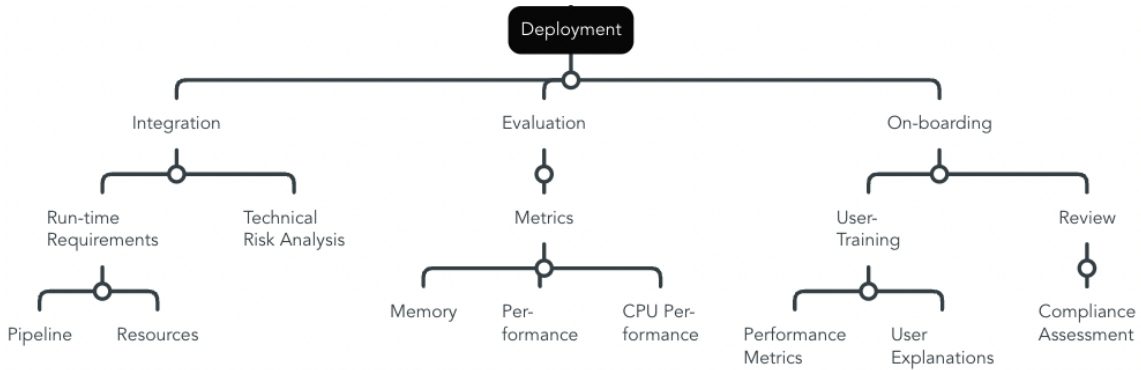 Deployment
Integration
Evaluation
On-boarding
Run-time
Requirements
Technical
Risk Analysis
Metrics
User-
Training
Review
Pipeline
Resources
Memory
Per-
formance
CPU Per-
formance
Performance
Metrics
User
Explanations
Compliance
Assessment